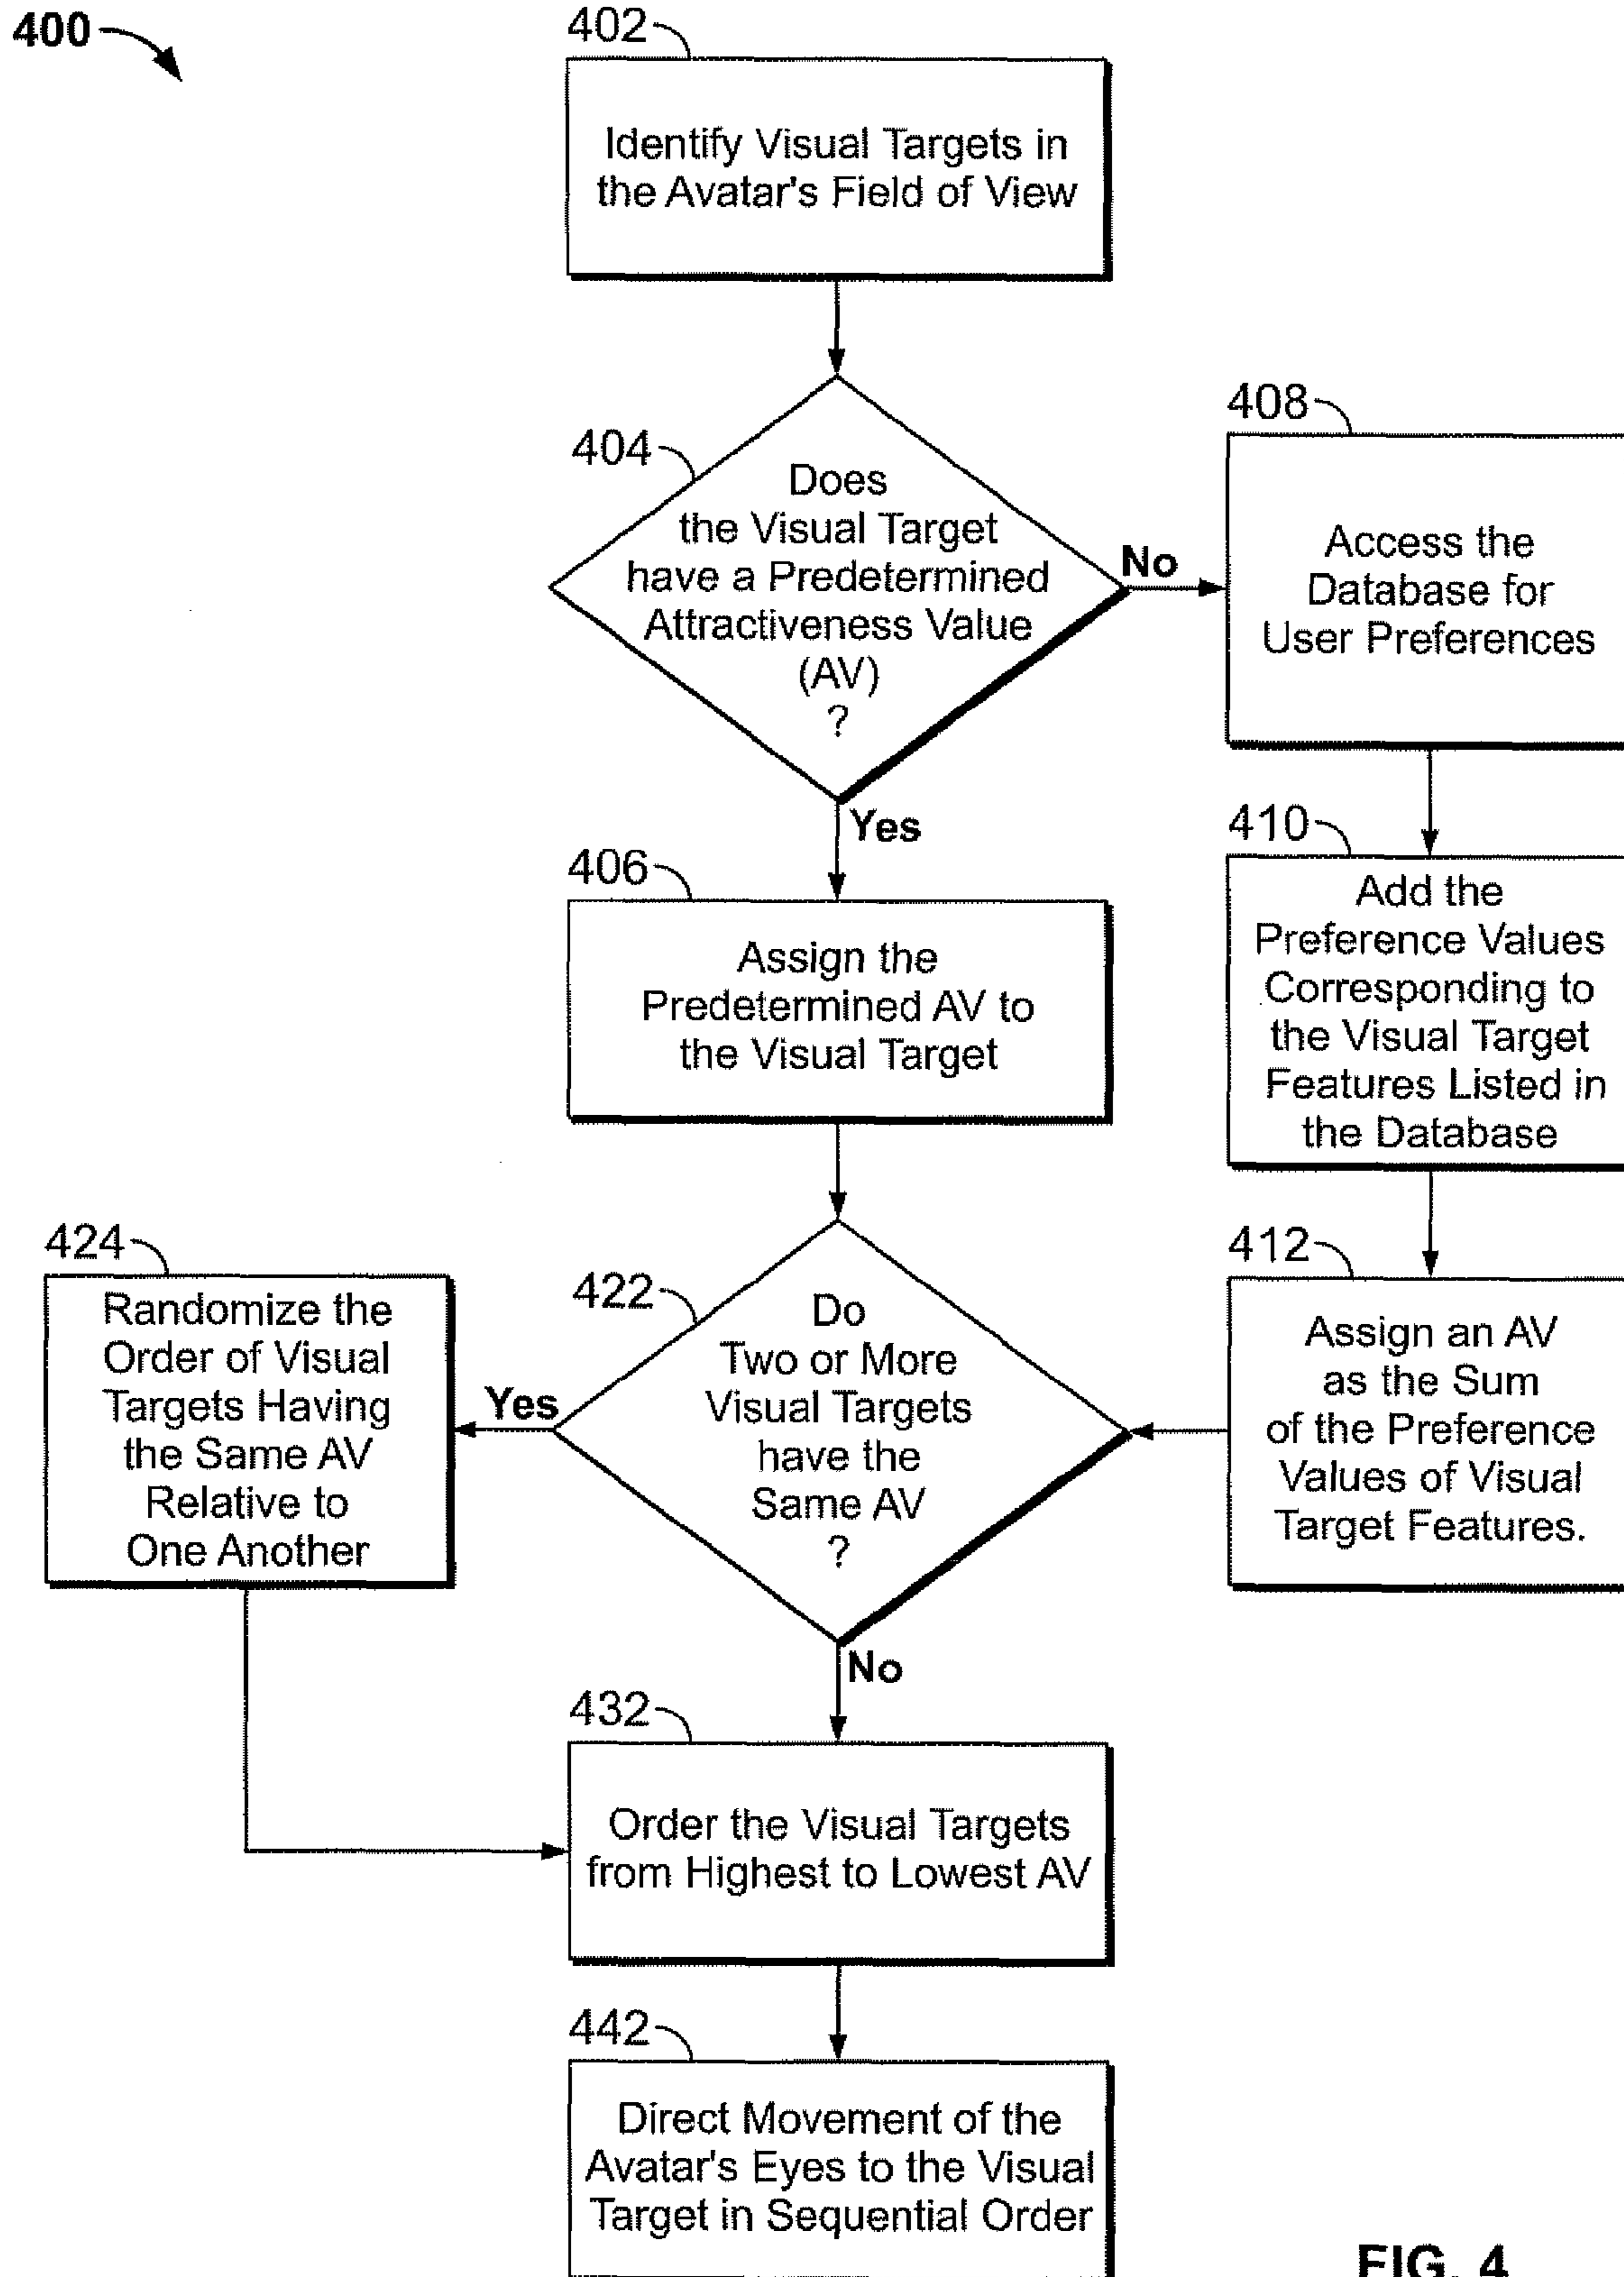 400
402
Identify Visual Targets in
the Avatar's Field of View
404
Does
the Visual Target
have a Predetermined
Attractiveness Value
(AV)
?
No
Yes
408
Access the
Database for
User Preferences
406
Assign the
Predetermined AV to
the Visual Target
410
Add the
Preference Values
Corresponding to
the Visual Target
Features Listed in
the Database
412
Assign an AV
as the Sum
of the Preference
Values of Visual
Target Features.
422
Do
Two or More
Visual Targets
have the
Same AV
?
Yes
No
424
Randomize the
Order of Visual
Targets Having
the Same AV
Relative to
One Another
432
Order the Visual Targets
from Highest to Lowest AV
442
Direct Movement of the
Avatar's Eyes to the Visual
Target in Sequential Order
FIG. 4